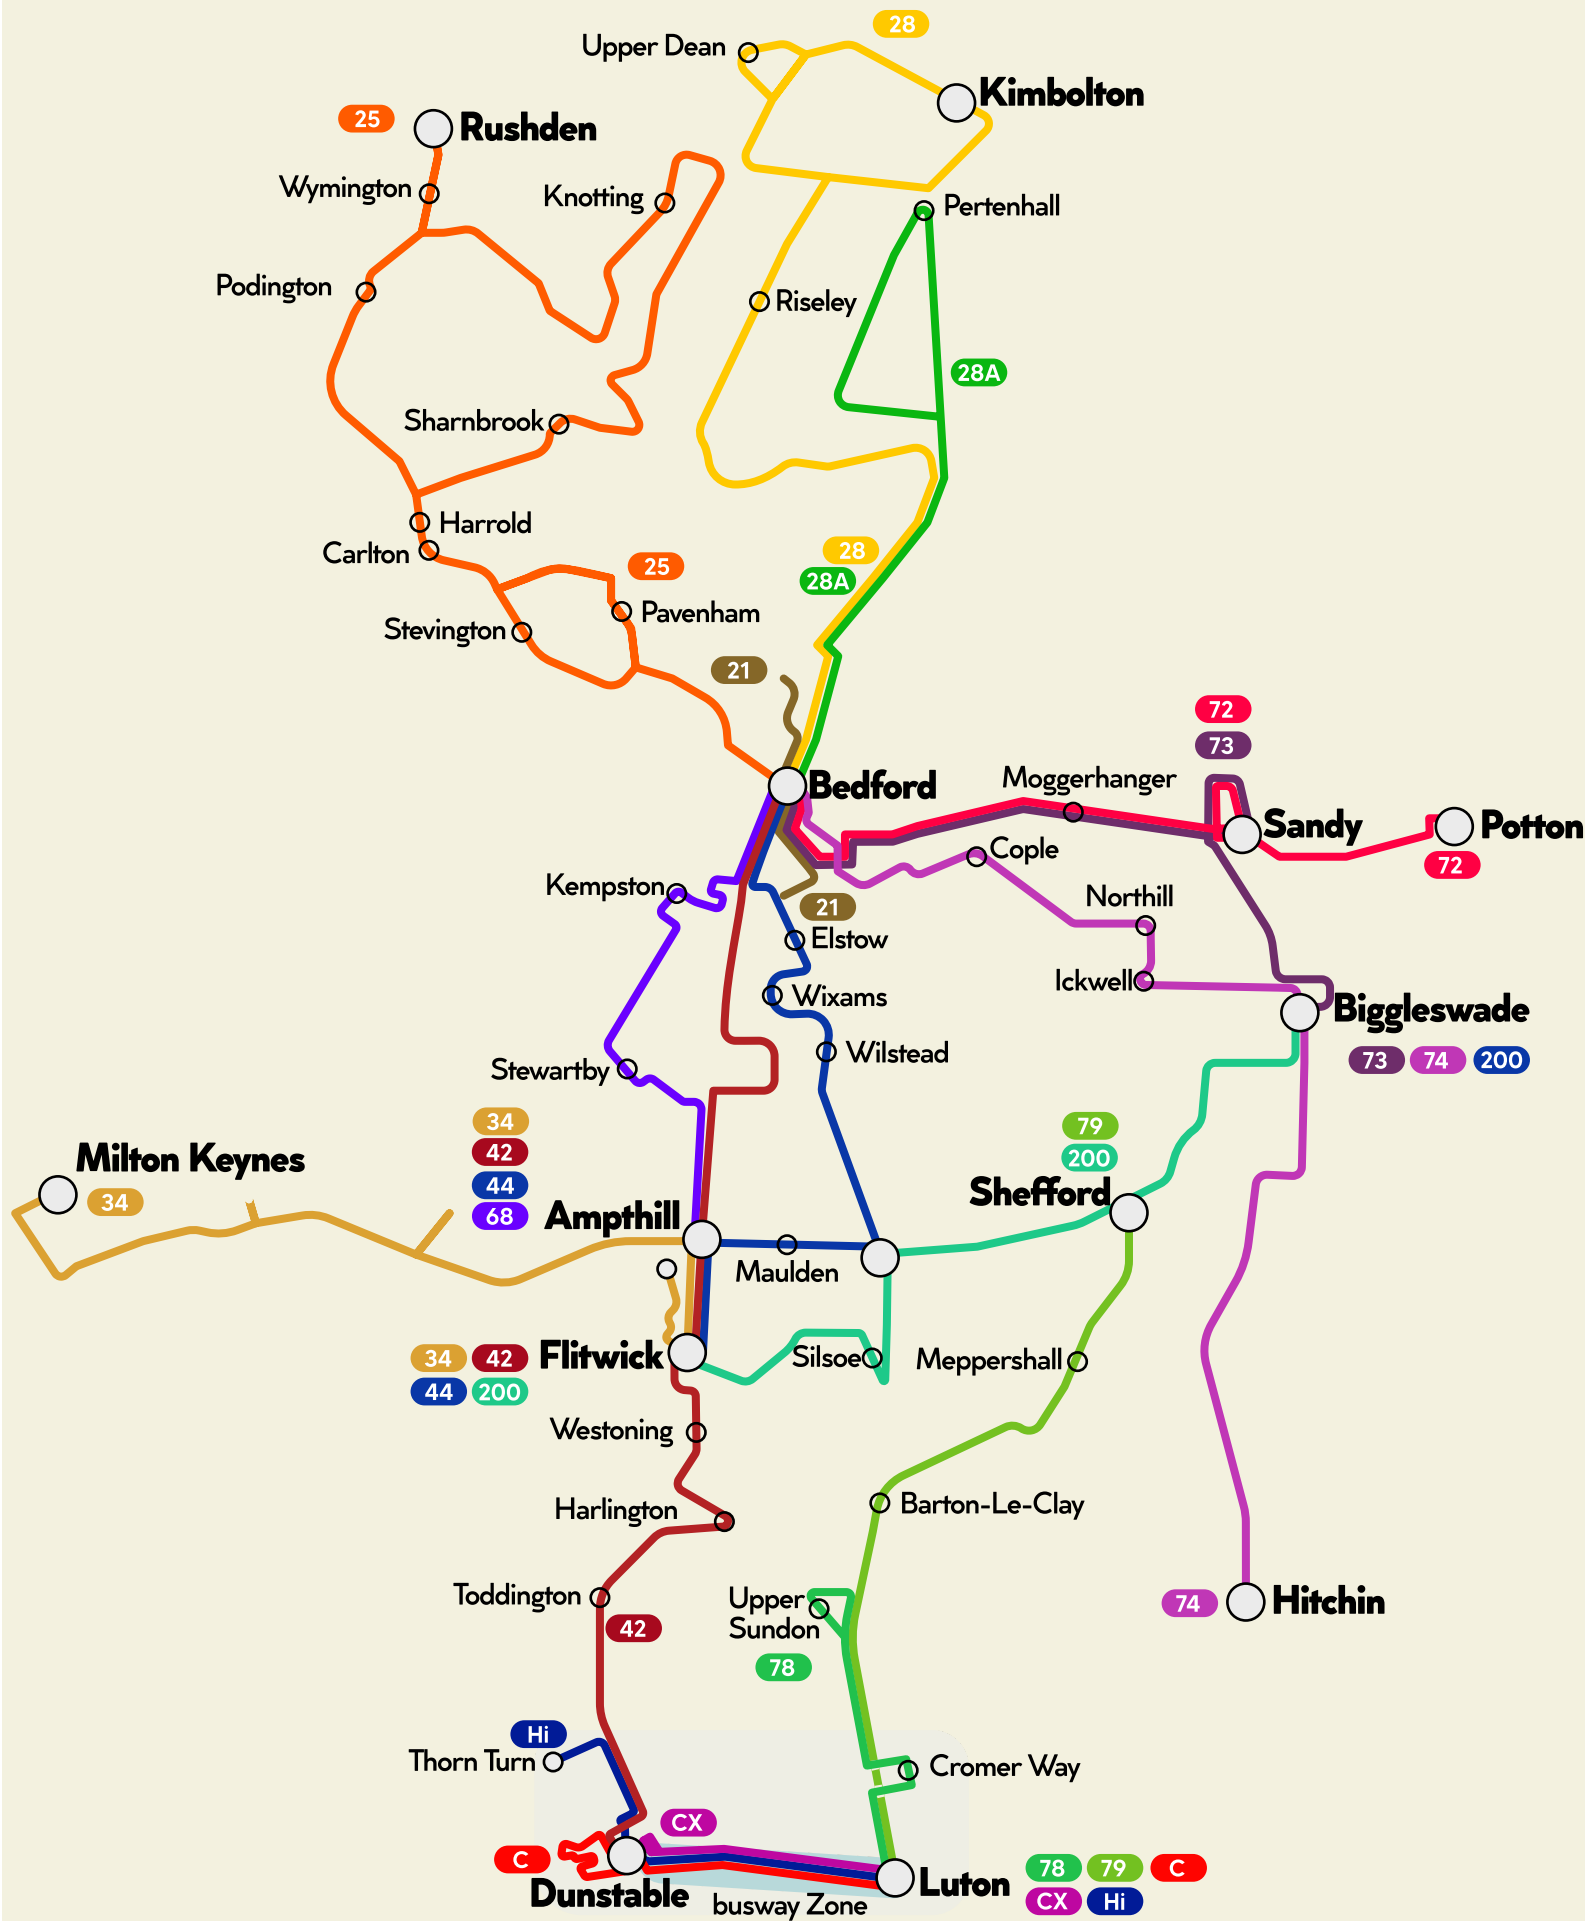 28
Upper Dean
Kimbolton
25
Rushden
Wymington
Knotting
Pertenhall
Podington
Riseley
28A
Sharnbrook
Harrold
Carlton
28
25
28A
Pavenham
Stevington
21
72
73
Bedford
Moggerhanger
Sandy
Potton
Cople
72
Kempston
Northill
21
Elstow
Ickwell
Wixams
Biggleswade
Wilstead
73 74 200
Stewartby
34
79
42
200
Milton Keynes
44
34
68
Ampthill
Shefford
Maulden
34 42
Flitwick
Silsoe
Meppershall
44 200
Westoning
Harlington
Barton-Le-Clay
Toddington
Upper
Sundon
74
Hitchin
42
78
Hi
Thorn Turn
Cromer Way
CX
C
Dunstable
Luton
78 79 C
CX Hi
busway Zone